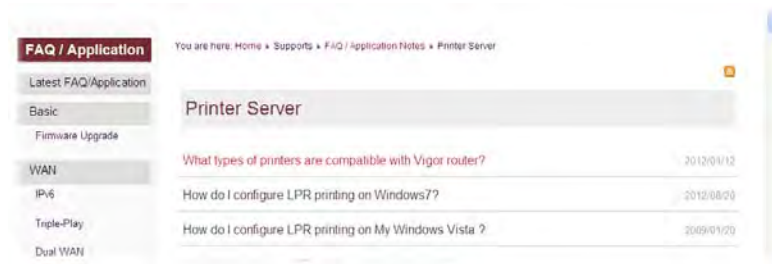 FAQ / Application
You are here: Home » Supports » FAQ / Application Notes » Printer Server
Latest FAQ/Application
Basic
Printer Server
Firmware Upgrade
What types of printers are compatible with Vigor router?
2012/01/12
WAN
IPv6
How do I configure LPR printing on Windows7?
2012/08/20
Triple-Play
How do I configure LPR printing on My Windows Vista ?
2009/01/20
Dual WAN